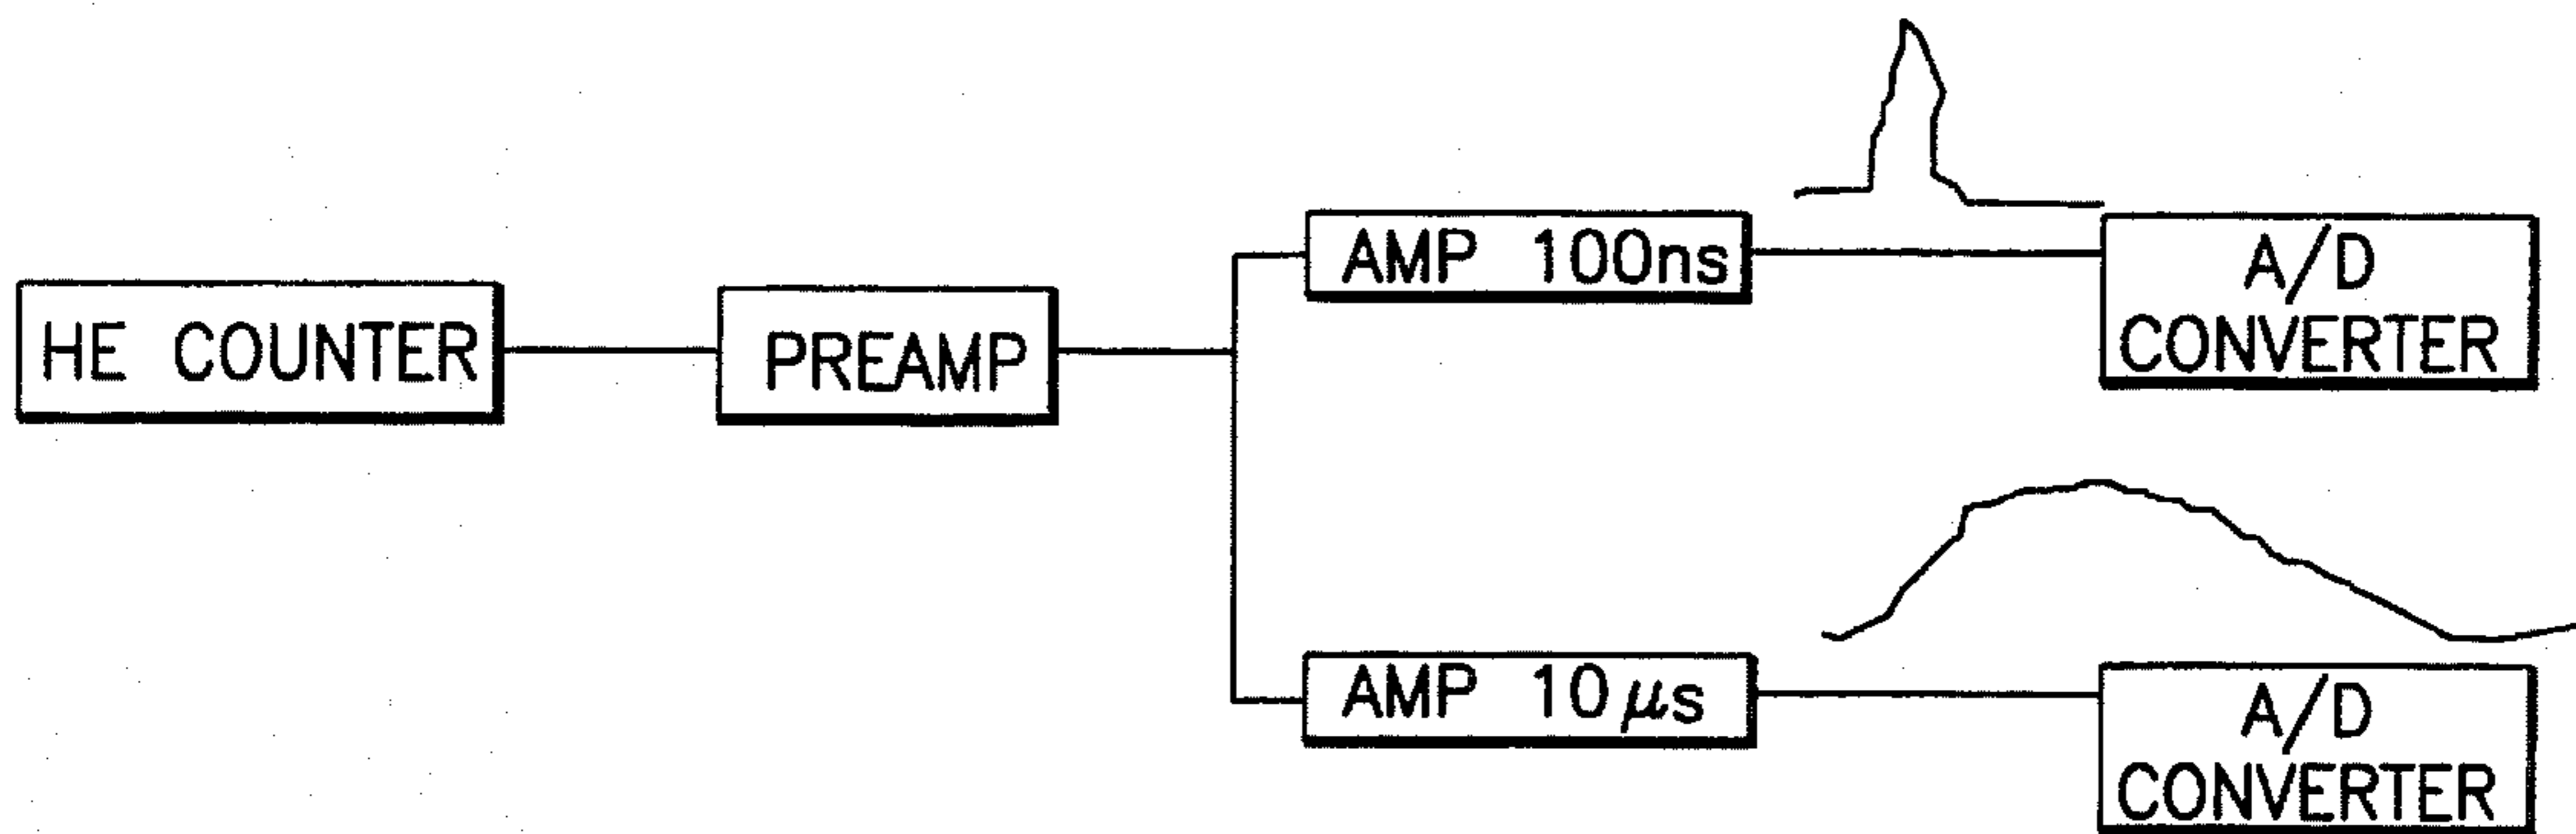 HE COUNTER
PREAMP
AMP 100ns
A/D
CONVERTER
AMP 10μs
A/D
CONVERTER